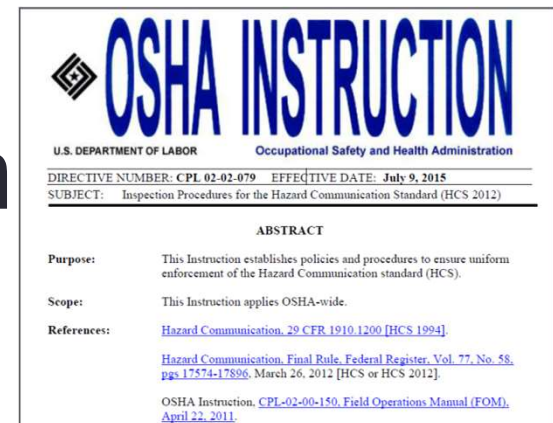 OSHA INSTRUCTION
U.S. DEPARTMENT OF LABOR Occupational Safety and Health Administration
DIRECTIVE NUMBER: CPL 02-02-079 EFFECTIVE DATE: July 9, 2015
SUBJECT: Inspection Procedures for the Hazard Communication Standard (HCS 2012)
ABSTRACT
Purpose: This Instruction establishes policies and procedures to ensure uniform
enforcement of the Hazard Communication standard (HCS).
Scope: This Instruction applies OSHA-wide.
References: Hazard Communication, 29 CFR 1910.1200 [HCS 1994].
Hazard Communication, Final Rule, Federal Register, Vol. 77, No. 58,
pgs 17574-17896, March 26, 2012 [HCS or HCS 2012].
OSHA Instruction, CPL-02-00-150, Field Operations Manual (FOM),
April 22, 2011.